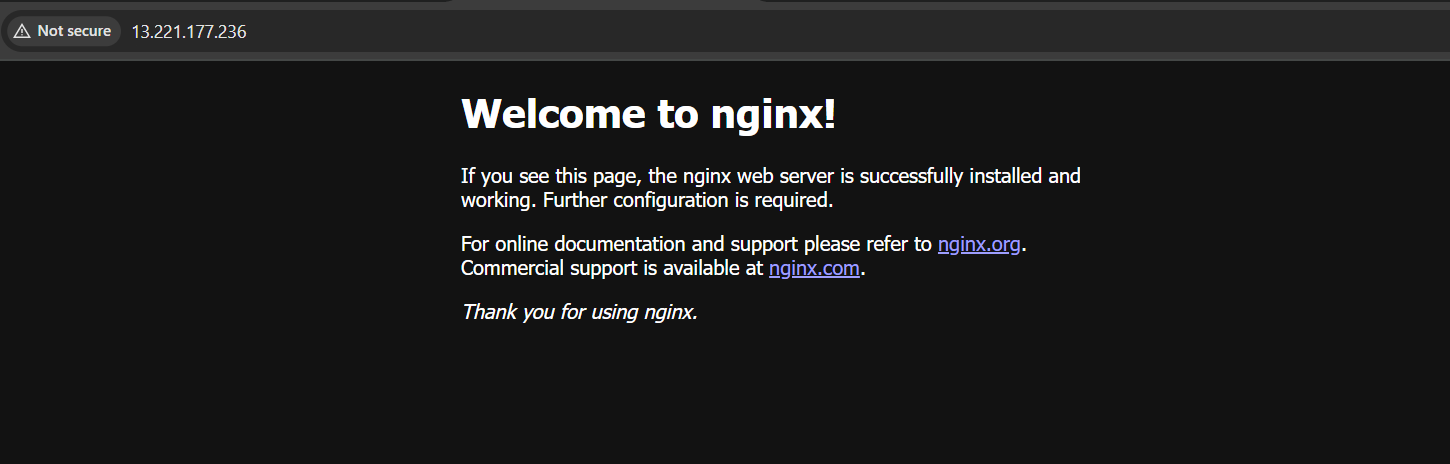 Not secure 13.221.177.236
Welcome to nginx!
If you see this page, the nginx web server is successfully installed and
working. Further configuration is required.
For online documentation and support please refer to nginx.org.
Commercial support is available at nginx.com.
Thank you for using nginx.